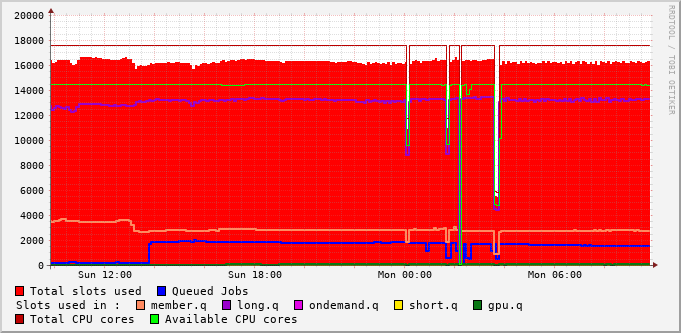 20000
18000
16000
14000
12000
10000
8000
6000
4000
2000
0
Sun 12:00 Sun 18:00 Mon 00:00 Mon 06:00
RRDTOOL / TOBI OETIKER
Total slots used Queued Jobs
Slots used in : member.q long.q ondemand.q short.q gpu.q
Total CPU cores Available CPU cores